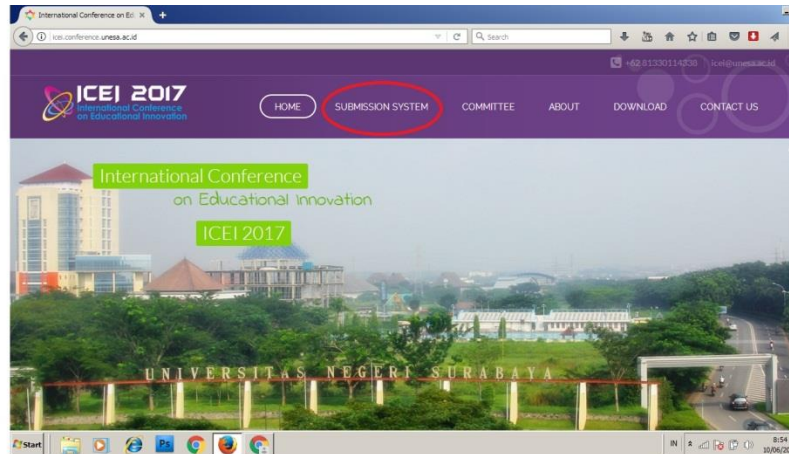 International Conference on Ed.
icei.conference.unesa.ac.id
Search
+62 81330114330
icei@unesa.ac.id
ICEI 2017
International Conference
on Educational Innovation
HOME
SUBMISSION SYSTEM
COMMITTEE
ABOUT
DOWNLOAD
CONTACT US
International Conference
on Educational Innovation
ICEI 2017
UNIVERSITAS NEGERI SURABAYA
Start
Ps
IN
8:54